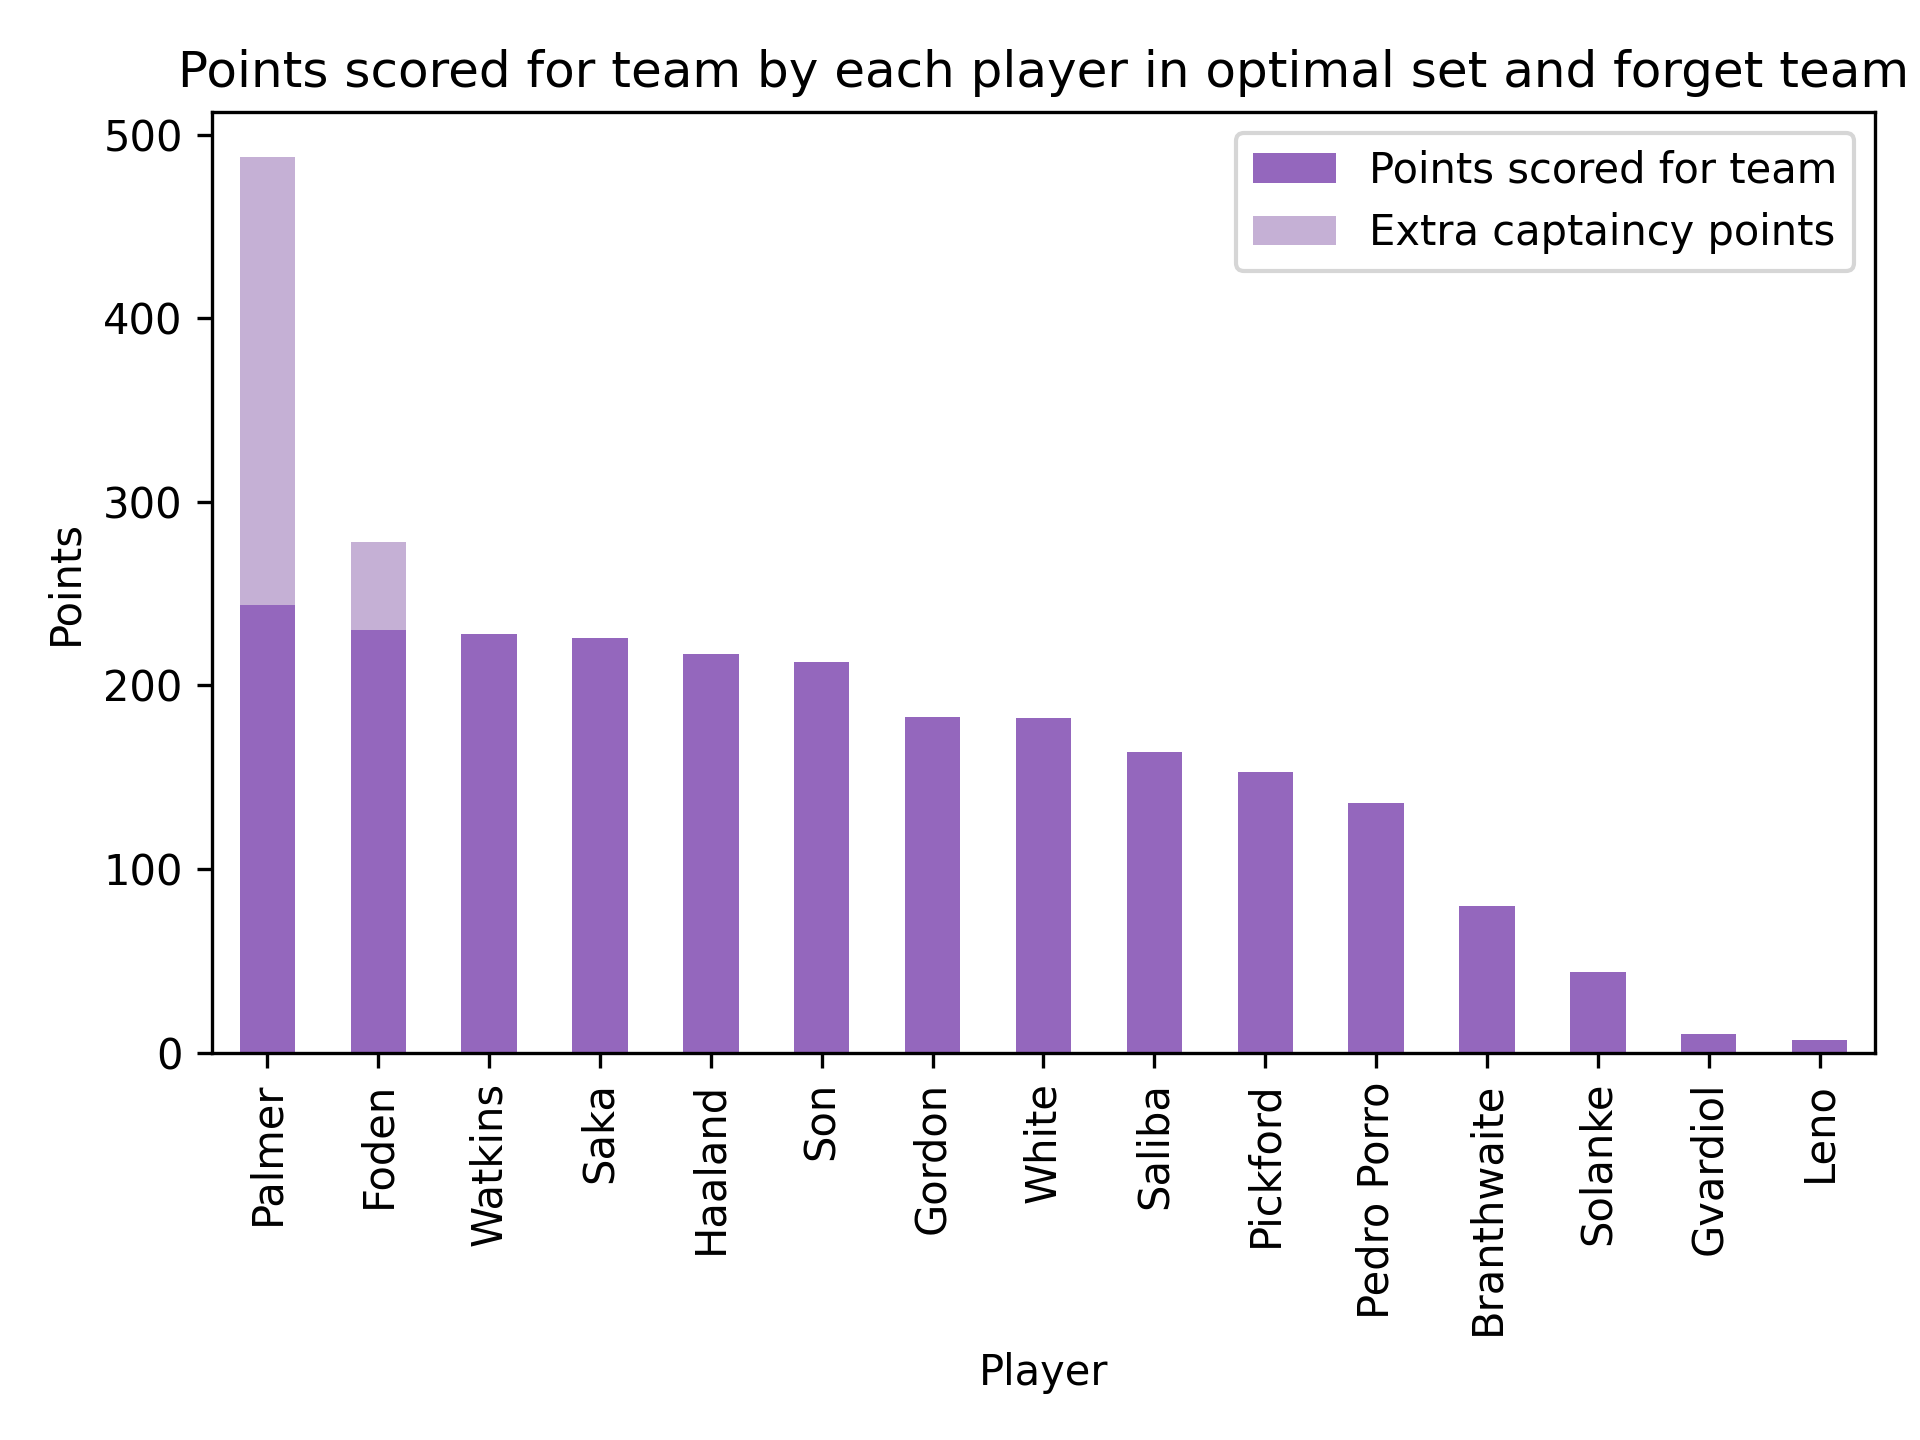 Points scored for team by each player in optimal set and forget team
Points scored for team
Extra captaincy points
500
400
300
200
100
0
Points
Palmer
Foden
Watkins
Saka
Haaland
Son
Gordon
White
Saliba
Pickford
Pedro Porro
Branthwaite
Solanke
Gvardiol
Leno
Player